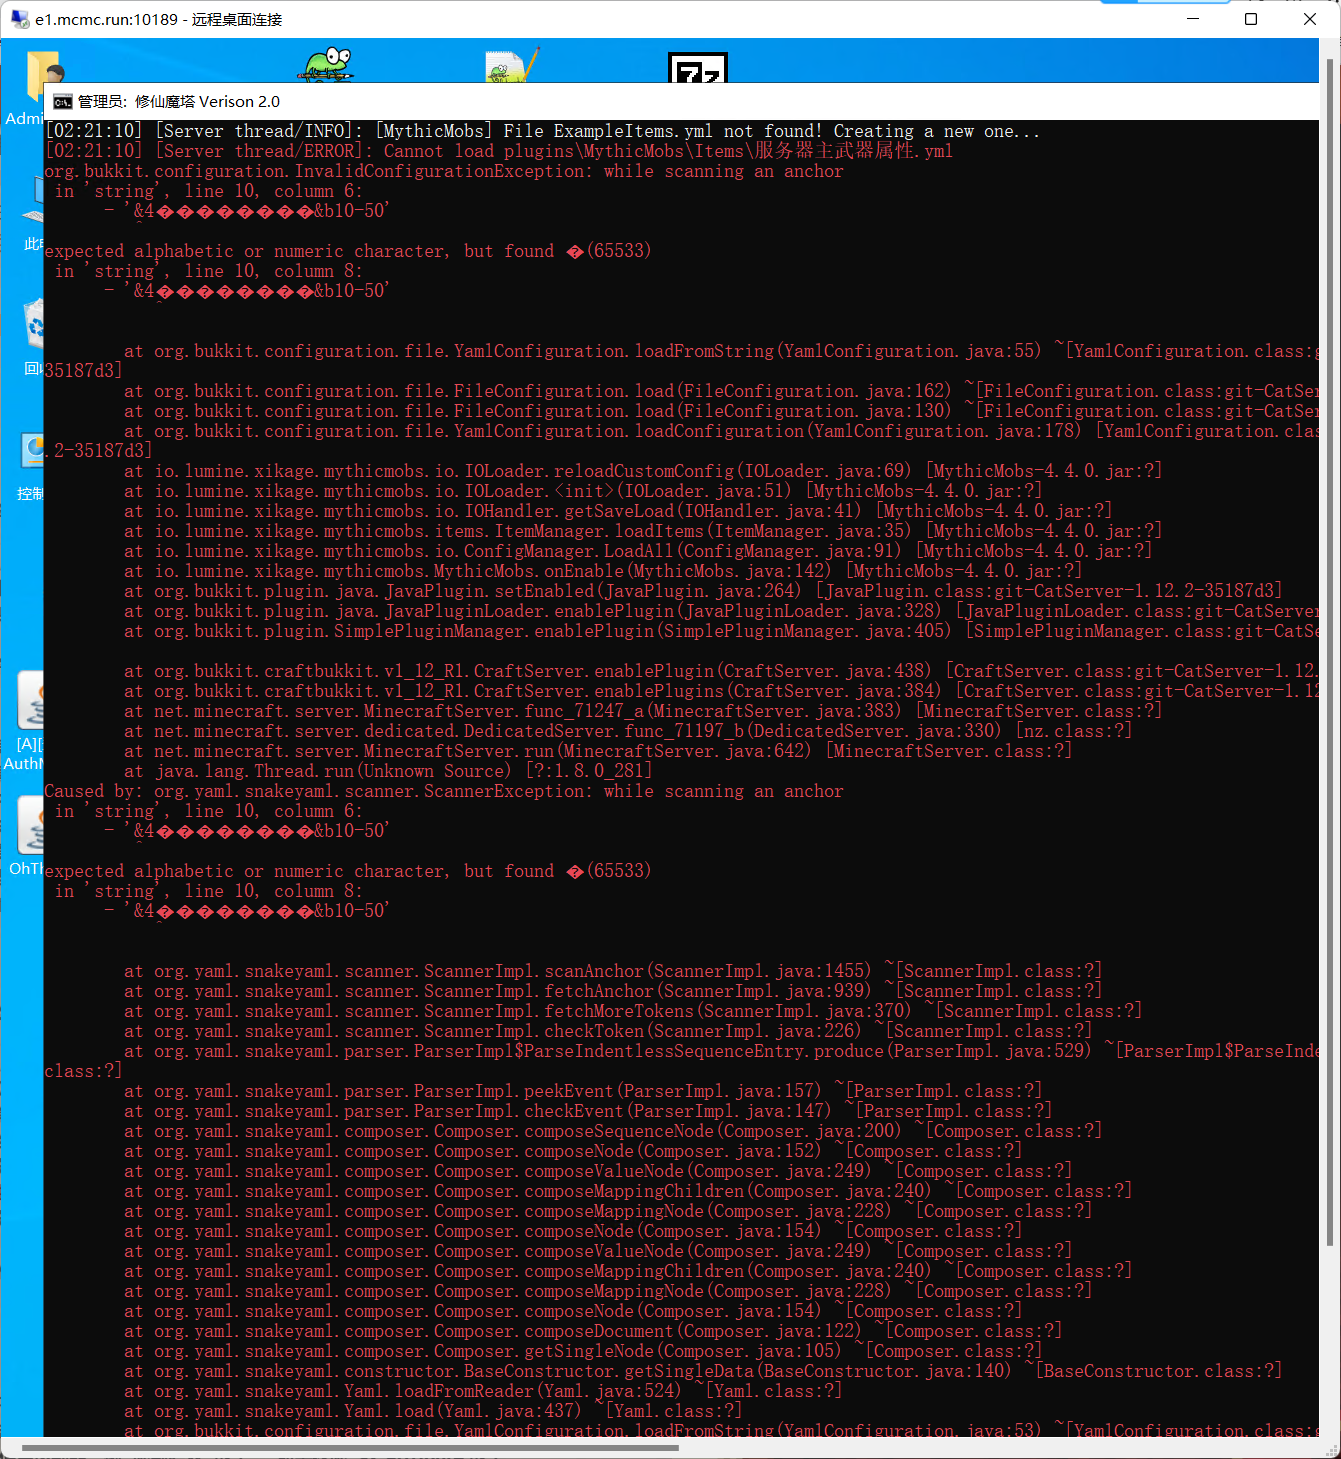 e1.mcmc.run:10189 - 远程桌面连接
管理员: 修仙魔塔 Verison 2.0
[02:21:10] [Server thread/INFO]: [MythicMobs] File ExampleItems.yml not found! Creating a new one...
[02:21:10] [Server thread/ERROR]: Cannot load plugins\MythicMobs\Items\服务器主武器属性.yml
org.bukkit.configuration.InvalidConfigurationException: while scanning an anchor
in 'string', line 10, column 6:
- '&4��������&b10-50'
^
expected alphabetic or numeric character, but found �(65533)
in 'string', line 10, column 8:
- '&4��������&b10-50'
^
at org.bukkit.configuration.file.YamlConfiguration.loadFromString(YamlConfiguration.java:55) ~[YamlConfiguration.class:g
35187d3]
at org.bukkit.configuration.file.FileConfiguration.load(FileConfiguration.java:162) ~[FileConfiguration.class:git-CatSer
at org.bukkit.configuration.file.FileConfiguration.load(FileConfiguration.java:130) ~[FileConfiguration.class:git-CatSer
at org.bukkit.configuration.file.YamlConfiguration.loadConfiguration(YamlConfiguration.java:178) [YamlConfiguration.clas
.2-35187d3]
at io.lumine.xikage.mythicmobs.io.IOLoader.reloadCustomConfig(IOLoader.java:69) [MythicMobs-4.4.0.jar:?]
at io.lumine.xikage.mythicmobs.io.IOLoader.<init>(IOLoader.java:51) [MythicMobs-4.4.0.jar:?]
at io.lumine.xikage.mythicmobs.io.IOHandler.getSaveLoad(IOHandler.java:41) [MythicMobs-4.4.0.jar:?]
at io.lumine.xikage.mythicmobs.items.ItemManager.loadItems(ItemManager.java:35) [MythicMobs-4.4.0.jar:?]
at io.lumine.xikage.mythicmobs.io.ConfigManager.LoadAll(ConfigManager.java:91) [MythicMobs-4.4.0.jar:?]
at io.lumine.xikage.mythicmobs.MythicMobs.onEnable(MythicMobs.java:142) [MythicMobs-4.4.0.jar:?]
at org.bukkit.plugin.java.JavaPlugin.setEnabled(JavaPlugin.java:264) [JavaPlugin.class:git-CatServer-1.12.2-35187d3]
at org.bukkit.plugin.java.JavaPluginLoader.enablePlugin(JavaPluginLoader.java:328) [JavaPluginLoader.class:git-CatServer
at org.bukkit.plugin.SimplePluginManager.enablePlugin(SimplePluginManager.java:405) [SimplePluginManager.class:git-CatSe
at org.bukkit.craftbukkit.v1_12_R1.CraftServer.enablePlugin(CraftServer.java:438) [CraftServer.class:git-CatServer-1.12.
at org.bukkit.craftbukkit.v1_12_R1.CraftServer.enablePlugins(CraftServer.java:384) [CraftServer.class:git-CatServer-1.12
at net.minecraft.server.MinecraftServer.func_71247_a(MinecraftServer.java:383) [MinecraftServer.class:?]
at net.minecraft.server.dedicated.DedicatedServer.func_71197_b(DedicatedServer.java:330) [nz.class:?]
at net.minecraft.server.MinecraftServer.run(MinecraftServer.java:642) [MinecraftServer.class:?]
at java.lang.Thread.run(Unknown Source) [?:1.8.0_281]
Caused by: org.yaml.snakeyaml.scanner.ScannerException: while scanning an anchor
in 'string', line 10, column 6:
- '&4��������&b10-50'
^
expected alphabetic or numeric character, but found �(65533)
in 'string', line 10, column 8:
- '&4��������&b10-50'
^
at org.yaml.snakeyaml.scanner.ScannerImpl.scanAnchor(ScannerImpl.java:1455) ~[ScannerImpl.class:?]
at org.yaml.snakeyaml.scanner.ScannerImpl.fetchAnchor(ScannerImpl.java:939) ~[ScannerImpl.class:?]
at org.yaml.snakeyaml.scanner.ScannerImpl.fetchMoreTokens(ScannerImpl.java:370) ~[ScannerImpl.class:?]
at org.yaml.snakeyaml.scanner.ScannerImpl.checkToken(ScannerImpl.java:226) ~[ScannerImpl.class:?]
at org.yaml.snakeyaml.parser.ParserImpl$ParseIndentlessSequenceEntry.produce(ParserImpl.java:529) ~[ParserImpl$ParseInde
class:?]
at org.yaml.snakeyaml.parser.ParserImpl.peekEvent(ParserImpl.java:157) ~[ParserImpl.class:?]
at org.yaml.snakeyaml.parser.ParserImpl.checkEvent(ParserImpl.java:147) ~[ParserImpl.class:?]
at org.yaml.snakeyaml.composer.Composer.composeSequenceNode(Composer.java:200) ~[Composer.class:?]
at org.yaml.snakeyaml.composer.Composer.composeNode(Composer.java:152) ~[Composer.class:?]
at org.yaml.snakeyaml.composer.Composer.composeValueNode(Composer.java:249) ~[Composer.class:?]
at org.yaml.snakeyaml.composer.Composer.composeMappingChildren(Composer.java:240) ~[Composer.class:?]
at org.yaml.snakeyaml.composer.Composer.composeMappingNode(Composer.java:228) ~[Composer.class:?]
at org.yaml.snakeyaml.composer.Composer.composeNode(Composer.java:154) ~[Composer.class:?]
at org.yaml.snakeyaml.composer.Composer.composeValueNode(Composer.java:249) ~[Composer.class:?]
at org.yaml.snakeyaml.composer.Composer.composeMappingChildren(Composer.java:240) ~[Composer.class:?]
at org.yaml.snakeyaml.composer.Composer.composeMappingNode(Composer.java:228) ~[Composer.class:?]
at org.yaml.snakeyaml.composer.Composer.composeNode(Composer.java:154) ~[Composer.class:?]
at org.yaml.snakeyaml.composer.Composer.composeDocument(Composer.java:122) ~[Composer.class:?]
at org.yaml.snakeyaml.composer.Composer.getSingleNode(Composer.java:105) ~[Composer.class:?]
at org.yaml.snakeyaml.constructor.BaseConstructor.getSingleData(BaseConstructor.java:140) ~[BaseConstructor.class:?]
at org.yaml.snakeyaml.Yaml.loadFromReader(Yaml.java:524) ~[Yaml.class:?]
at org.yaml.snakeyaml.Yaml.load(Yaml.java:437) ~[Yaml.class:?]
at org.bukkit.configuration.file.YamlConfiguration.loadFromString(YamlConfiguration.java:53) ~[YamlConfiguration.class:g
Admi
此
回
控制
[A][
AuthM
OhTh